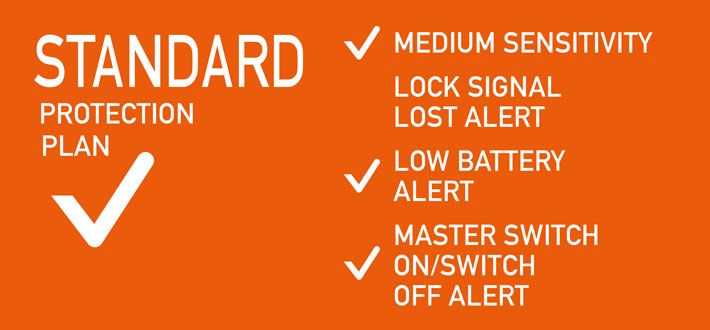 STANDARD
PROTECTION
PLAN
MEDIUM SENSITIVITY
LOCK SIGNAL
LOST ALERT
LOW BATTERY
ALERT
MASTER SWITCH
ON/SWITCH
OFF ALERT